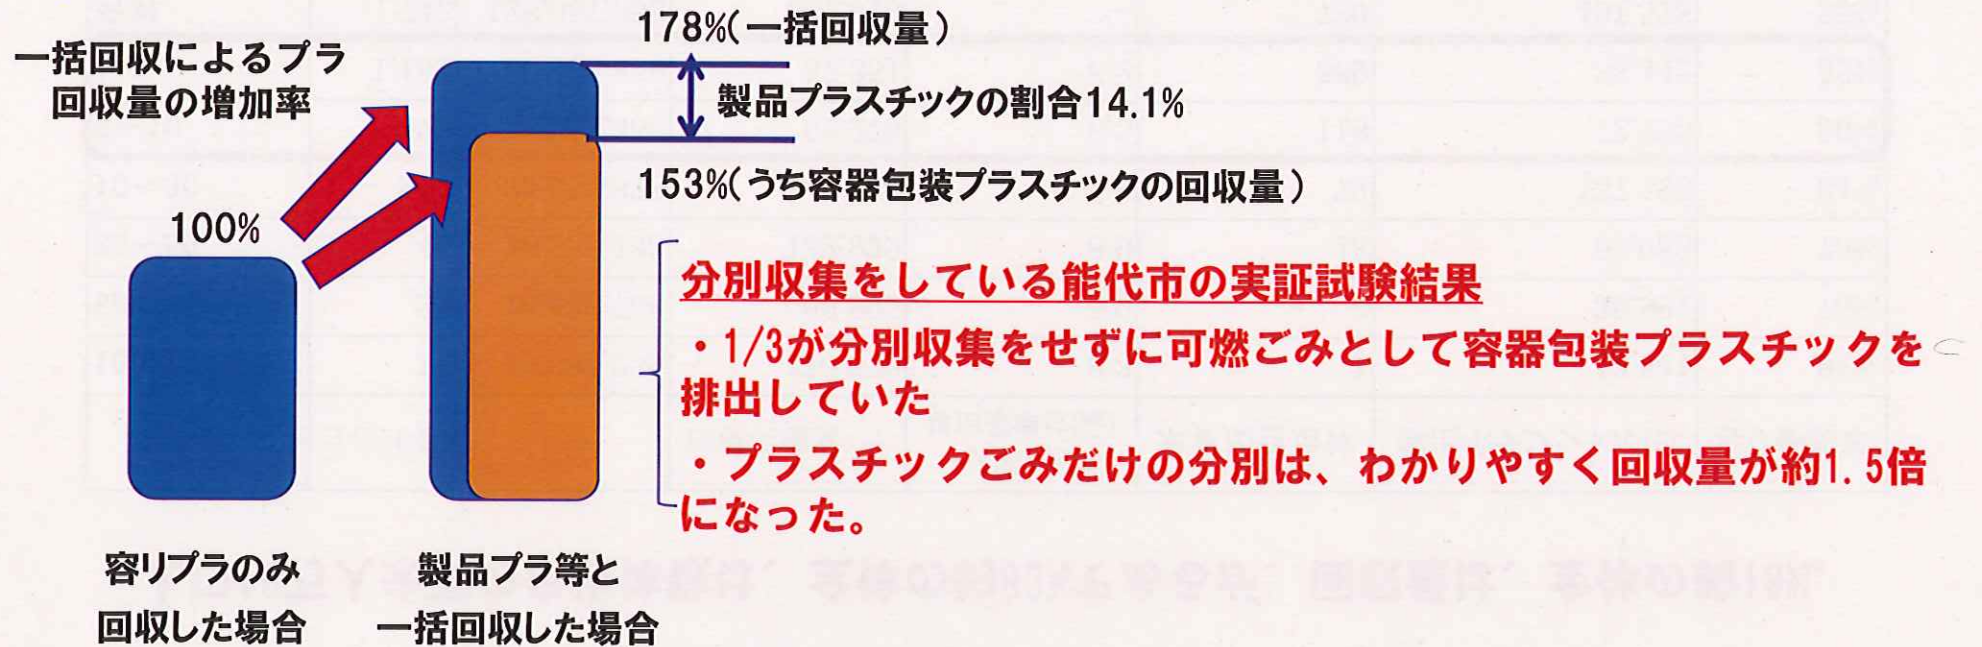 一括回収によるプラ
回収量の増加率
178%(一括回収量)
製品プラスチックの割合14.1%
153%(うち容器包装プラスチックの回収量)
100%
分別収集をしている能代市の実証試験結果
・1/3が分別収集をせずに可燃ごみとして容器包装プラスチックを
排出していた
・プラスチックごみだけの分別は、わかりやすく回収量が約1.5倍
になった。
容リプラのみ
回収した場合
製品プラ等と
一括回収した場合